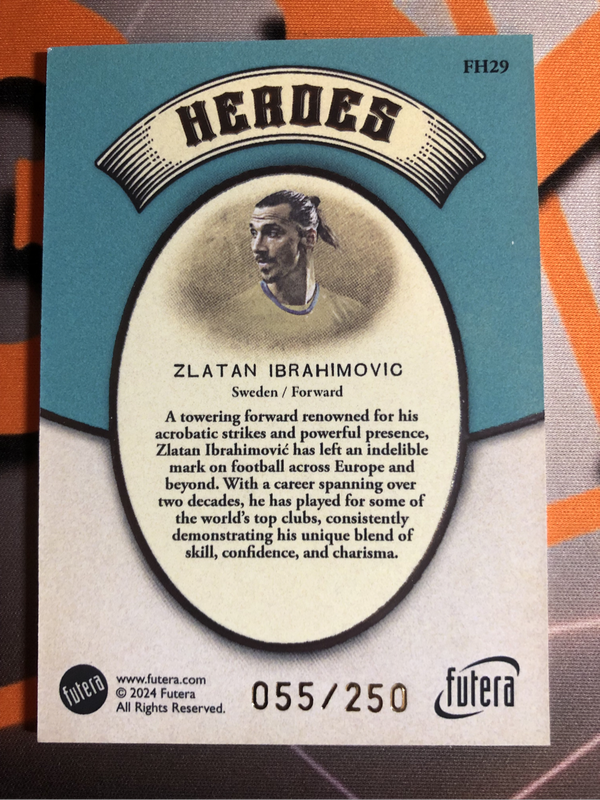 FH29
HEROES
ZLATAN IBRAHIMOVIC
Sweden / Forward
A towering forward renowned for his
acrobatic strikes and powerful presence,
Zlatan Ibrahimović has left an indelible
mark on football across Europe and
beyond. With a career spanning over
two decades, he has played for some of
the world's top clubs, consistently
demonstrating his unique blend of
skill, confidence, and charisma.
futera
www.futera.com
© 2024 Futera
All Rights Reserved.
055/250
futera